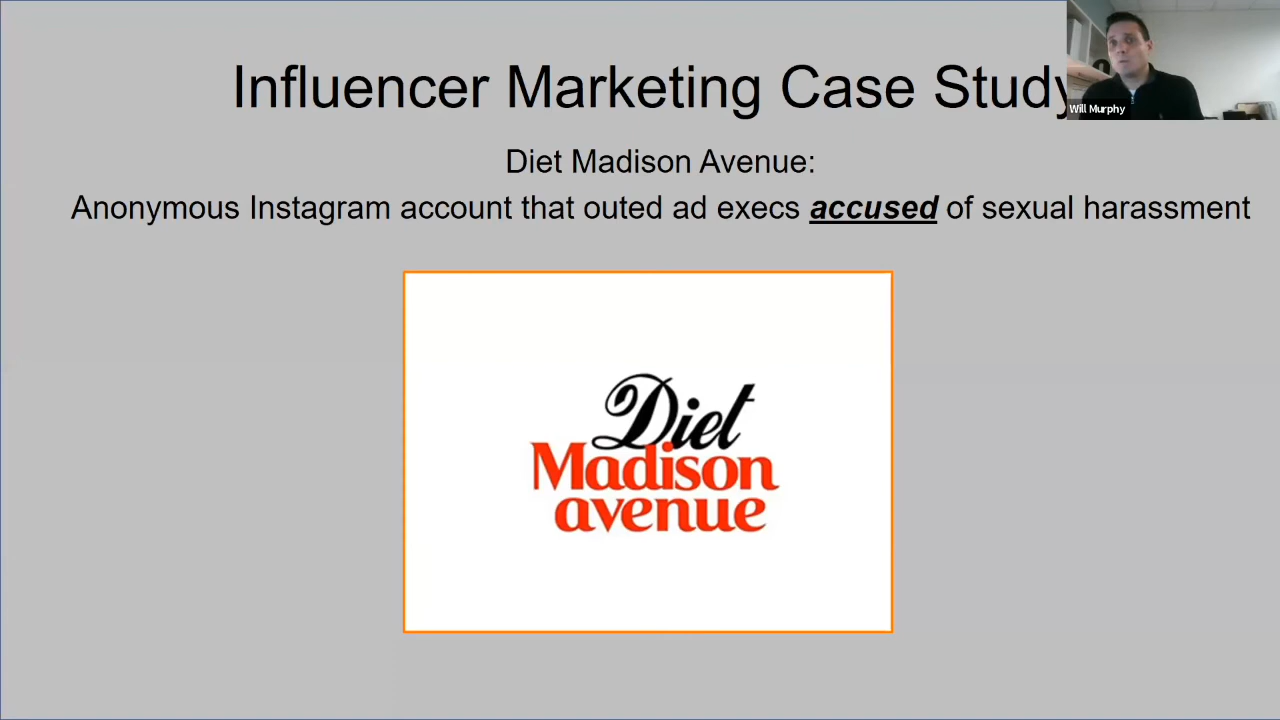 Influencer Marketing Case Study
Will Murphy
Diet Madison Avenue:
Anonymous Instagram account that outed ad execs accused of sexual harassment
Diet
Madison
avenue